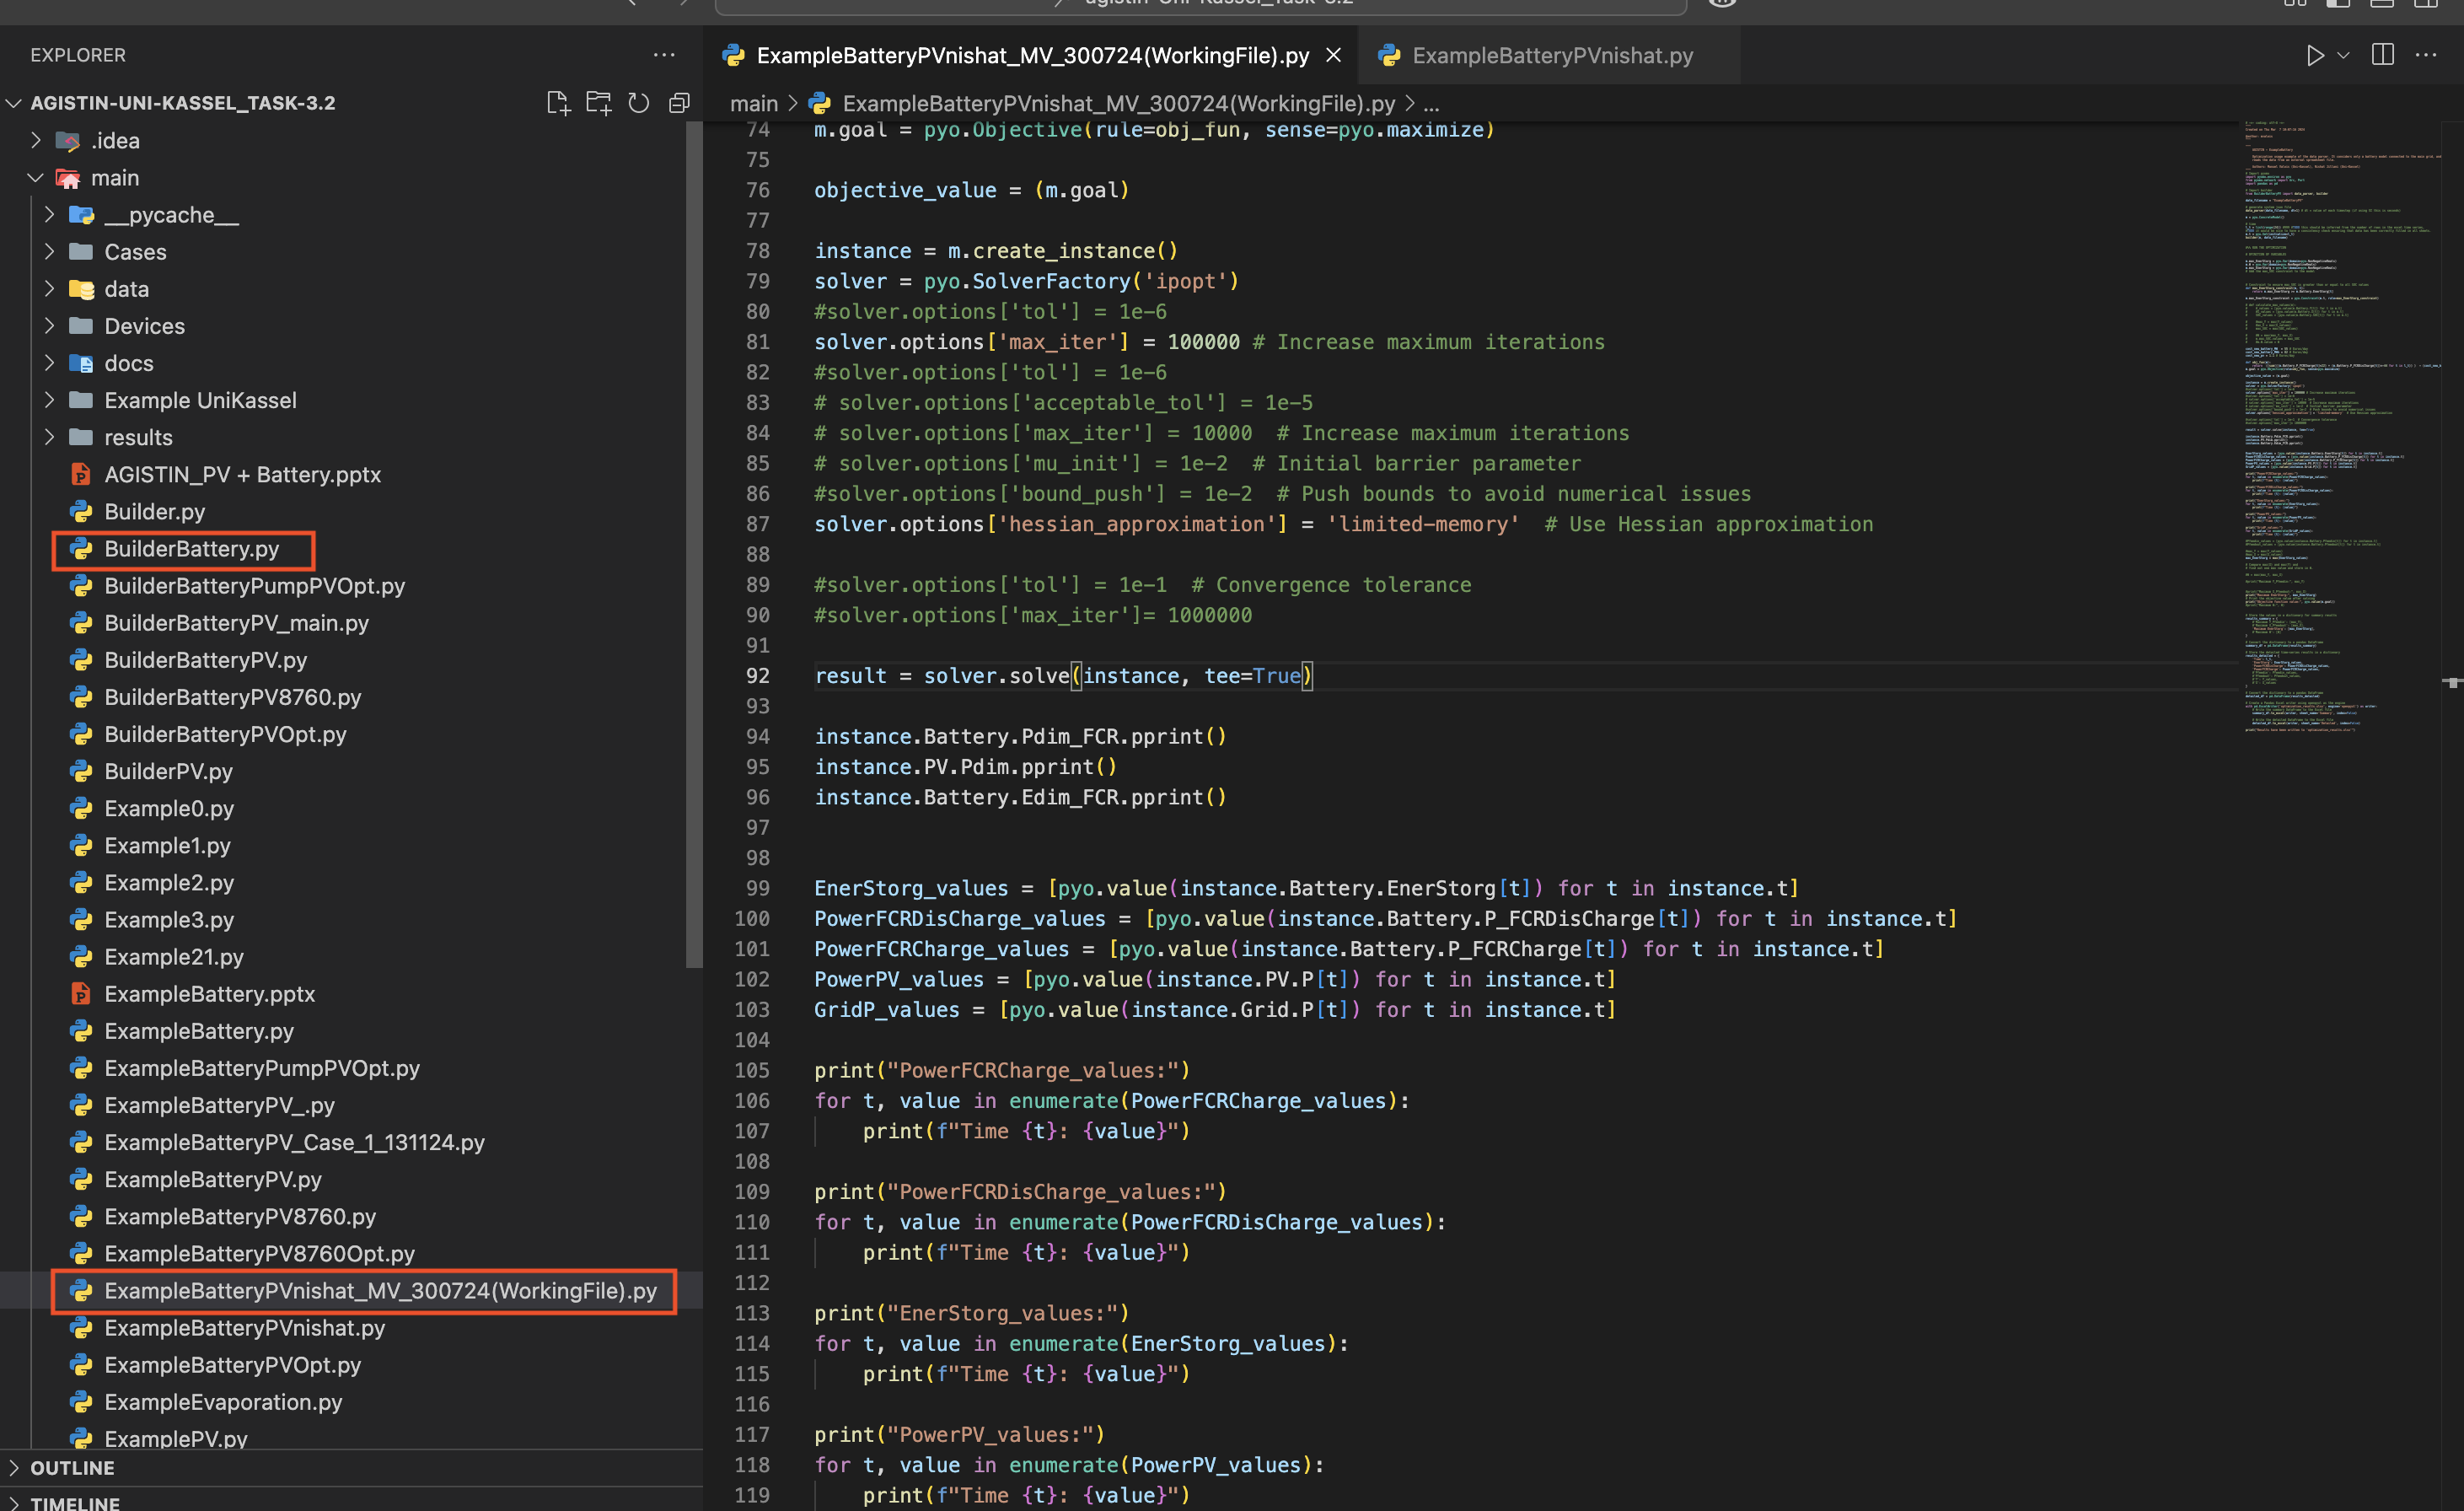 agistin-Uni-Kassel_Task-3.2
EXPLORER
AGISTIN-UNI-KASSEL_TASK-3.2
.idea
main
__pycache__
Cases
data
Devices
docs
Example UniKassel
results
AGISTIN_PV + Battery.pptx
Builder.py
BuilderBattery.py
BuilderBatteryPumpPVOpt.py
BuilderBatteryPV_main.py
BuilderBatteryPV.py
BuilderBatteryPV8760.py
BuilderBatteryPVOpt.py
BuilderPV.py
Example0.py
Example1.py
Example2.py
Example3.py
Example21.py
ExampleBattery.pptx
ExampleBattery.py
ExampleBatteryPumpPVOpt.py
ExampleBatteryPV_.py
ExampleBatteryPV_Case_1_131124.py
ExampleBatteryPV.py
ExampleBatteryPV8760.py
ExampleBatteryPV8760Opt.py
ExampleBatteryPVnishat_MV_300724(WorkingFile).py
ExampleBatteryPVnishat.py
ExampleBatteryPVOpt.py
ExampleEvaporation.py
ExamplePV.py
OUTLINE
TIMELINE
ExampleBatteryPVnishat_MV_300724(WorkingFile).py
ExampleBatteryPVnishat.py
main > ExampleBatteryPVnishat_MV_300724(WorkingFile).py > ...
74 m.goal = pyo.Objective(rule=obj_fun, sense=pyo.maximize)
75
76 objective_value = (m.goal)
77
78 instance = m.create_instance()
79 solver = pyo.SolverFactory('ipopt')
80 #solver.options['tol'] = 1e-6
81 solver.options['max_iter'] = 100000 # Increase maximum iterations
82 #solver.options['tol'] = 1e-6
83 # solver.options['acceptable_tol'] = 1e-5
84 # solver.options['max_iter'] = 10000  # Increase maximum iterations
85 # solver.options['mu_init'] = 1e-2  # Initial barrier parameter
86 #solver.options['bound_push'] = 1e-2  # Push bounds to avoid numerical issues
87 solver.options['hessian_approximation'] = 'limited-memory'  # Use Hessian approximation
88
89 #solver.options['tol'] = 1e-1  # Convergence tolerance
90 #solver.options['max_iter']= 1000000
91
92 result = solver.solve(instance, tee=True)
93
94 instance.Battery.Pdim_FCR.pprint()
95 instance.PV.Pdim.pprint()
96 instance.Battery.Edim_FCR.pprint()
97
98
99 EnerStorg_values = [pyo.value(instance.Battery.EnerStorg[t]) for t in instance.t]
100 PowerFCRDisCharge_values = [pyo.value(instance.Battery.P_FCRDisCharge[t]) for t in instance.t]
101 PowerFCRCharge_values = [pyo.value(instance.Battery.P_FCRCharge[t]) for t in instance.t]
102 PowerPV_values = [pyo.value(instance.PV.P[t]) for t in instance.t]
103 GridP_values = [pyo.value(instance.Grid.P[t]) for t in instance.t]
104
105 print("PowerFCRCharge_values:")
106 for t, value in enumerate(PowerFCRCharge_values):
107     print(f"Time {t}: {value}")
108
109 print("PowerFCRDisCharge_values:")
110 for t, value in enumerate(PowerFCRDisCharge_values):
111     print(f"Time {t}: {value}")
112
113 print("EnerStorg_values:")
114 for t, value in enumerate(EnerStorg_values):
115     print(f"Time {t}: {value}")
116
117 print("PowerPV_values:")
118 for t, value in enumerate(PowerPV_values):
119     print(f"Time {t}: {value}")